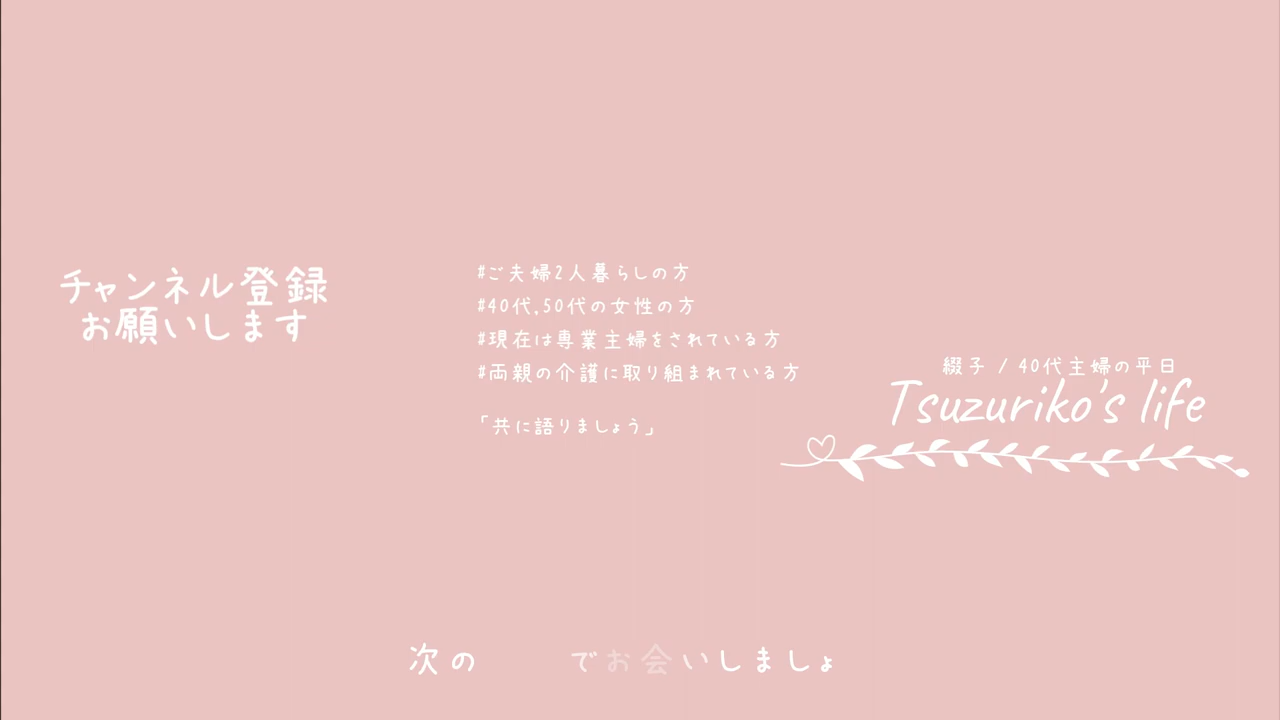 チャンネル登録
お願いします
#ご夫婦2人暮らしの方
#40代,50代の女性の方
#現在は専業主婦をされている方
#両親の介護に取り組まれている方
「共に語りましょう」
綴子 / 40代主婦の平日
Tsuzuriko's life
次の でお会いしましょ